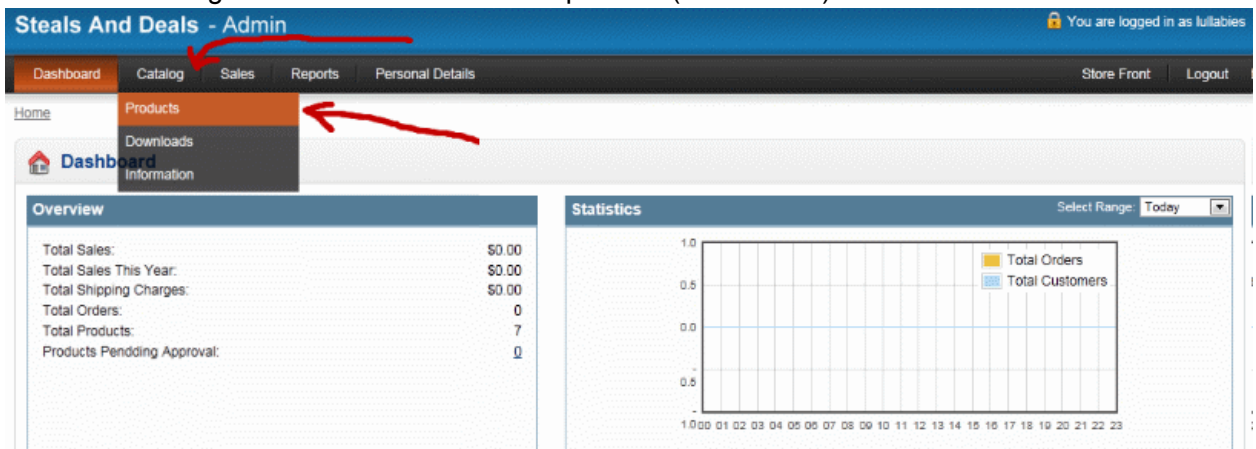 Steals And Deals - Admin
You are logged in as lullabies
Dashboard Catalog Sales Reports Personal Details Store Front Logout
Home
Products
Downloads
Information
Dashboard
Overview
Total Sales: $0.00
Total Sales This Year: $0.00
Total Shipping Charges: $0.00
Total Orders: 0
Total Products: 7
Products Pendding Approval: 0
Statistics
Select Range: Today
1.0
0.5
0.0
-
0.5
-
1.0
00 01 02 03 04 05 06 07 08 09 10 11 12 13 14 15 16 17 18 19 20 21 22 23
Total Orders
Total Customers